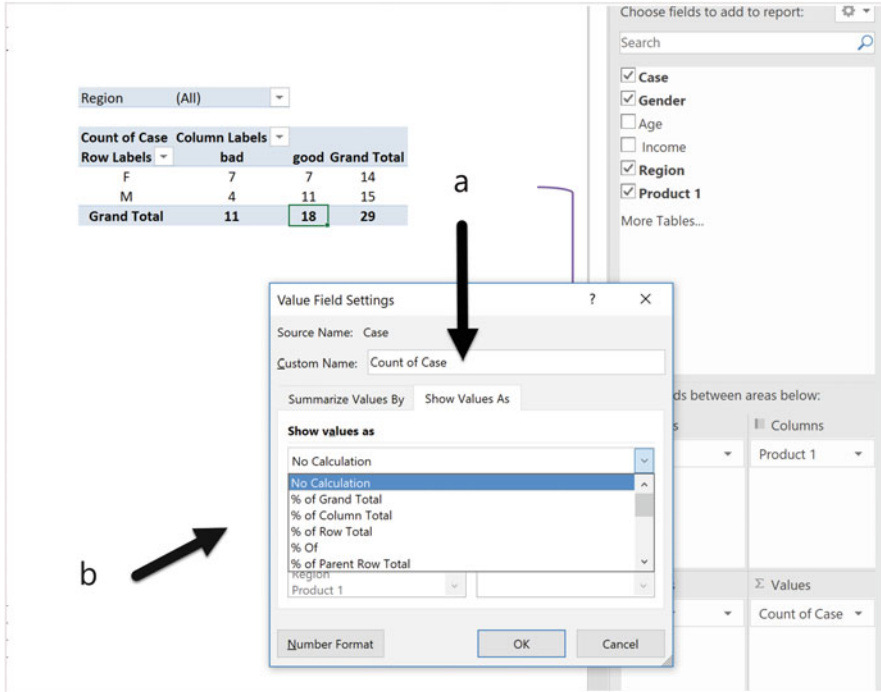 Choose fields to add to report:
Search
Case
Gender
Age
Income
Region
Product 1
More Tables...
Region (All)
Count of Case Column Labels
Row Labels bad good Grand Total
F 7 7 14
M 4 11 15
Grand Total 11 18 29
a
b
Value Field Settings ? X
Source Name: Case
Custom Name: Count of Case
Summarize Values By Show Values As
Show values as
No Calculation
No Calculation
% of Grand Total
% of Column Total
% of Row Total
% Of
% of Parent Row Total
Region
Product 1
Number Format OK Cancel
between areas below:
Columns
Product 1
Σ Values
Count of Case